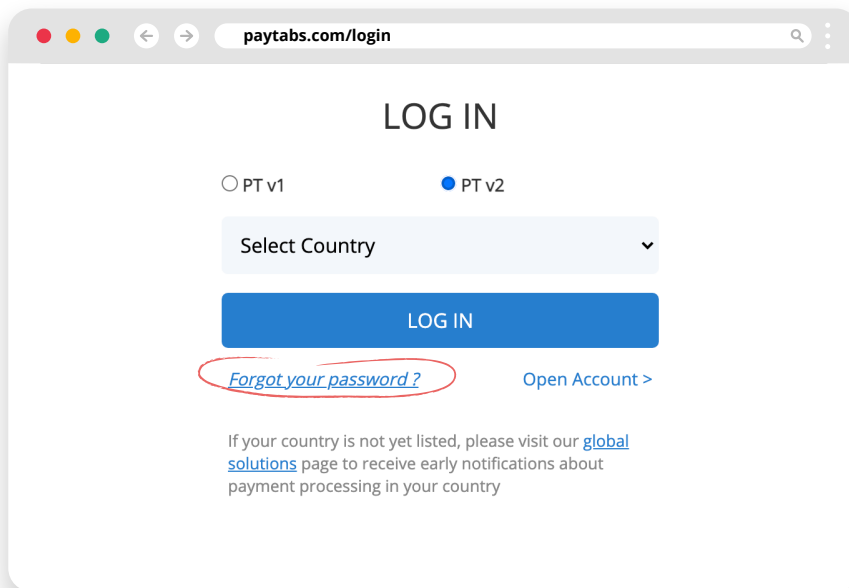 paytabs.com/login
LOG IN
PT v1 PT v2
Select Country
LOG IN
Forgot your password ? Open Account >
If your country is not yet listed, please visit our global
solutions page to receive early notifications about
payment processing in your country